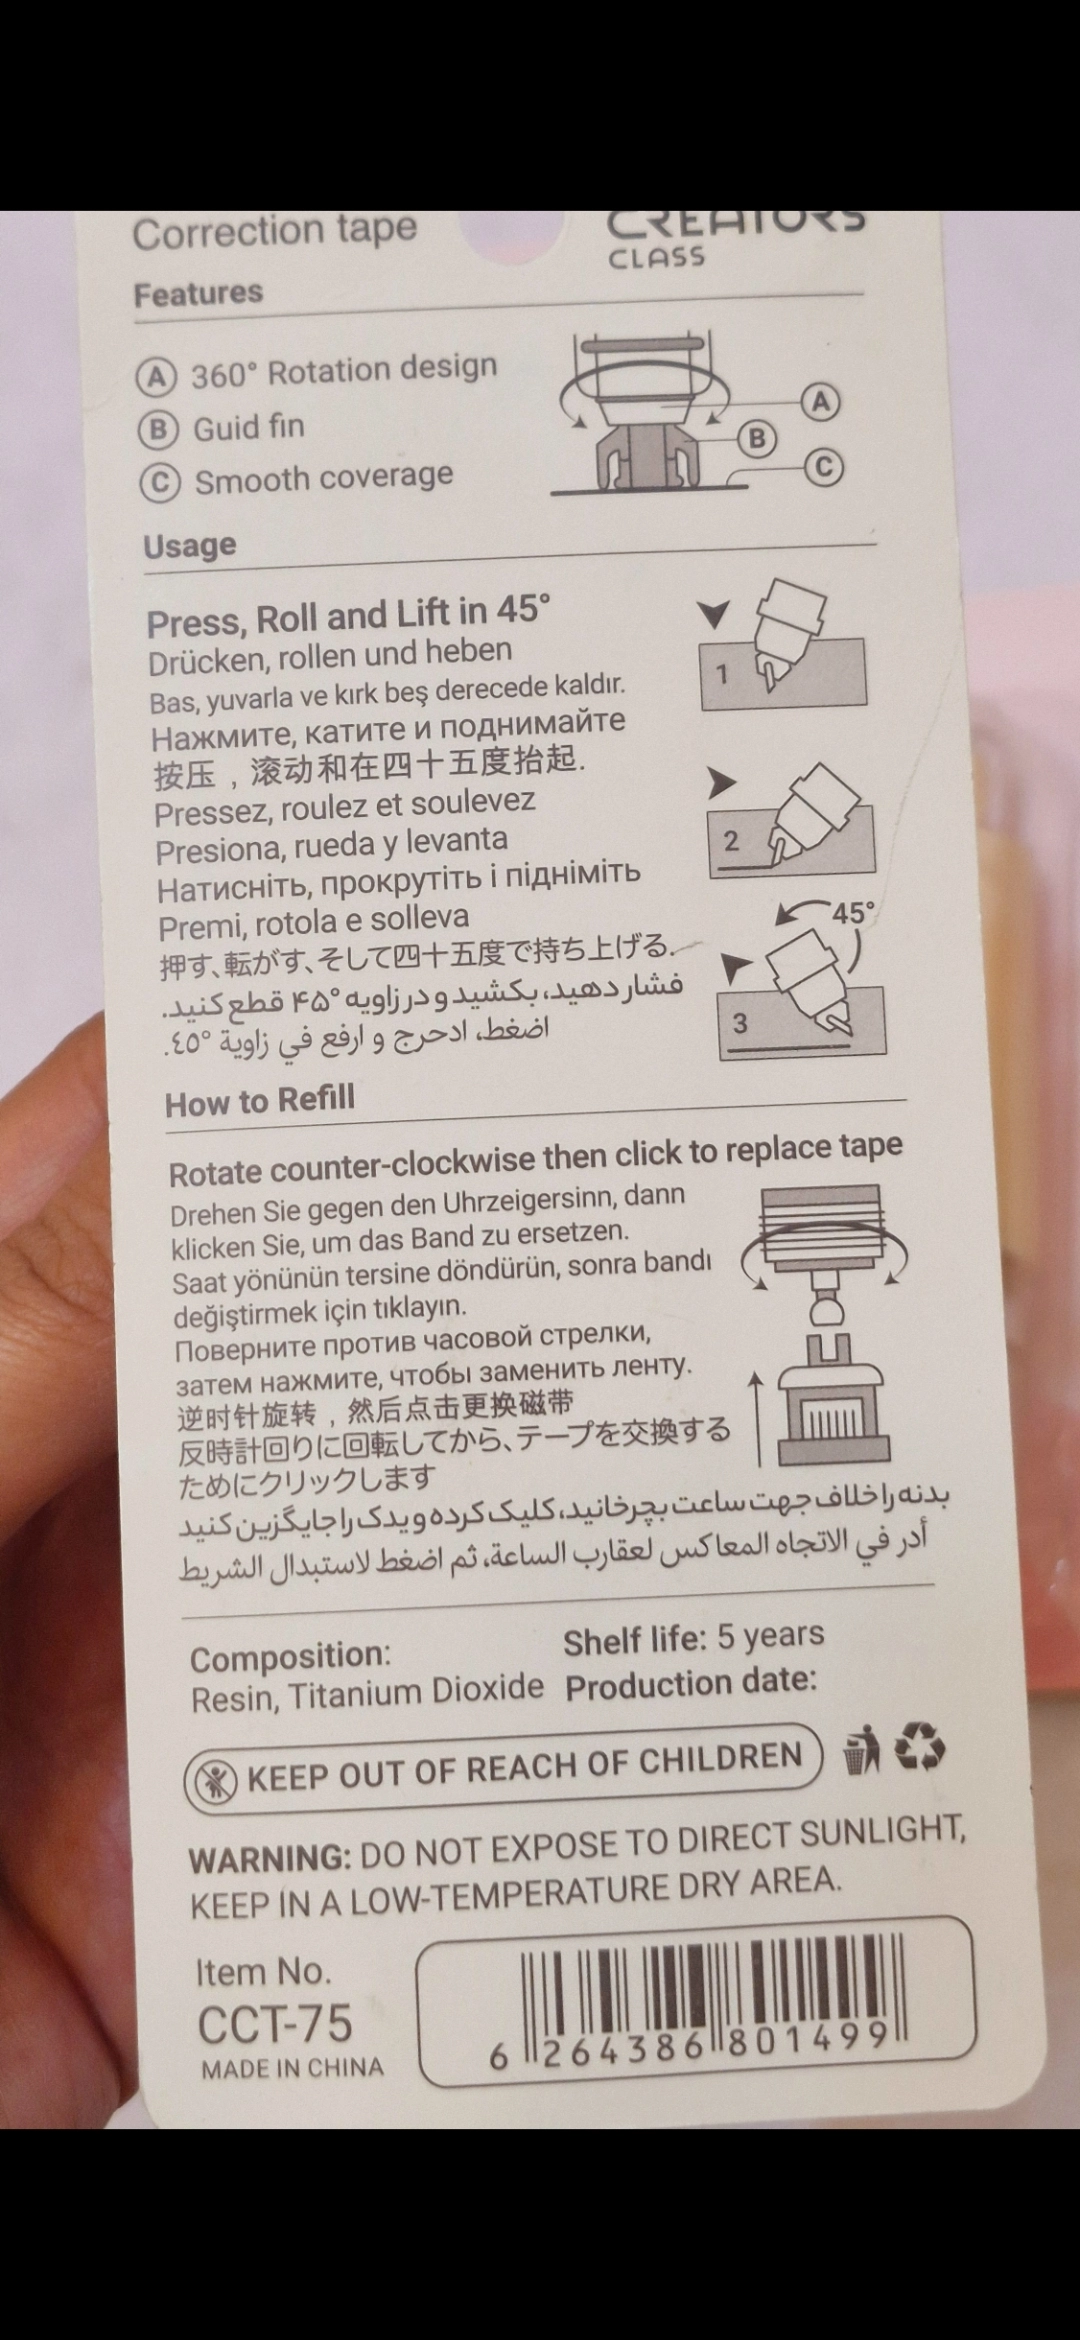 Correction tape
CREATORS
CLASS
Features
A 360° Rotation design
B Guid fin
C Smooth coverage
A
B
C
Usage
Press, Roll and Lift in 45°
Drücken, rollen und heben
Bas, yuvarla ve kırk beş derecede kaldır.
Нажмите, катите и поднимайте
按压，滚动和在四十五度抬起.
Pressez, roulez et soulevez
Presiona, rueda y levanta
Натисніть, прокрутіть і підніміть
Premi, rotola e solleva
押す、転がす、そして四十五度で持ち上げる.
فشار دهید، بکشید و در زاویه °۴۵ قطع کنید.
اضغط، ادحرج و ارفع في زاوية °٤٥.
1
2
45°
3
How to Refill
Rotate counter-clockwise then click to replace tape
Drehen Sie gegen den Uhrzeigersinn, dann
klicken Sie, um das Band zu ersetzen.
Saat yönünün tersine döndürün, sonra bandı
değiştirmek için tıklayın.
Поверните против часовой стрелки,
затем нажмите, чтобы заменить ленту.
逆时针旋转，然后点击更换磁带
反時計回りに回転してから、テープを交換する
ためにクリックします
بدنه را خلاف جهت ساعت بچرخانید، کلیک کرده و یدک را جایگزین کنید
أدر في الاتجاه المعاكس لعقارب الساعة، ثم اضغط لاستبدال الشريط
Composition:
Resin, Titanium Dioxide
Shelf life: 5 years
Production date:
KEEP OUT OF REACH OF CHILDREN
WARNING: DO NOT EXPOSE TO DIRECT SUNLIGHT,
KEEP IN A LOW-TEMPERATURE DRY AREA.
Item No.
CCT-75
MADE IN CHINA
6 264386 801499